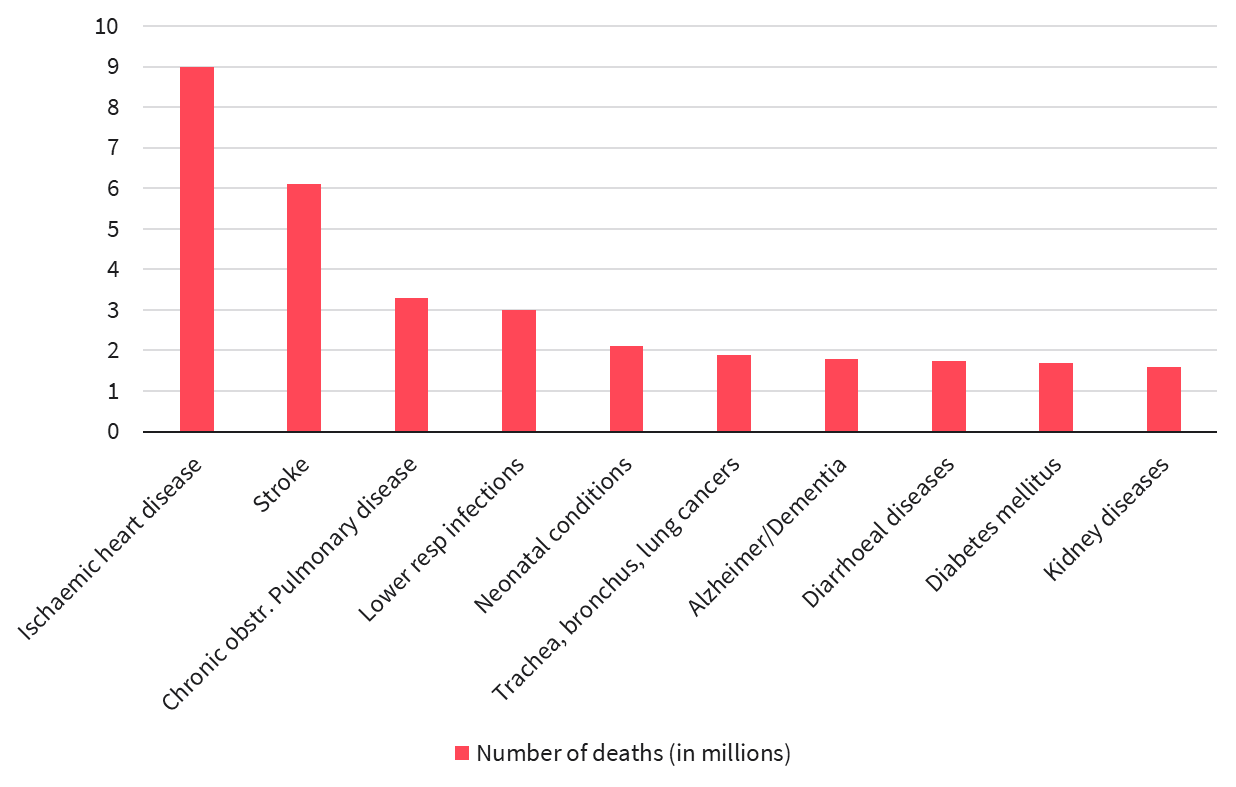 10
9
8
7
6
5
4
3
2
1
0
Ischaemic heart disease
Stroke
Chronic obstr. Pulmonary disease
Lower resp infections
Neonatal conditions
Trachea, bronchus, lung cancers
Alzheimer/Dementia
Diarrhoeal diseases
Diabetes mellitus
Kidney diseases
Number of deaths (in millions)